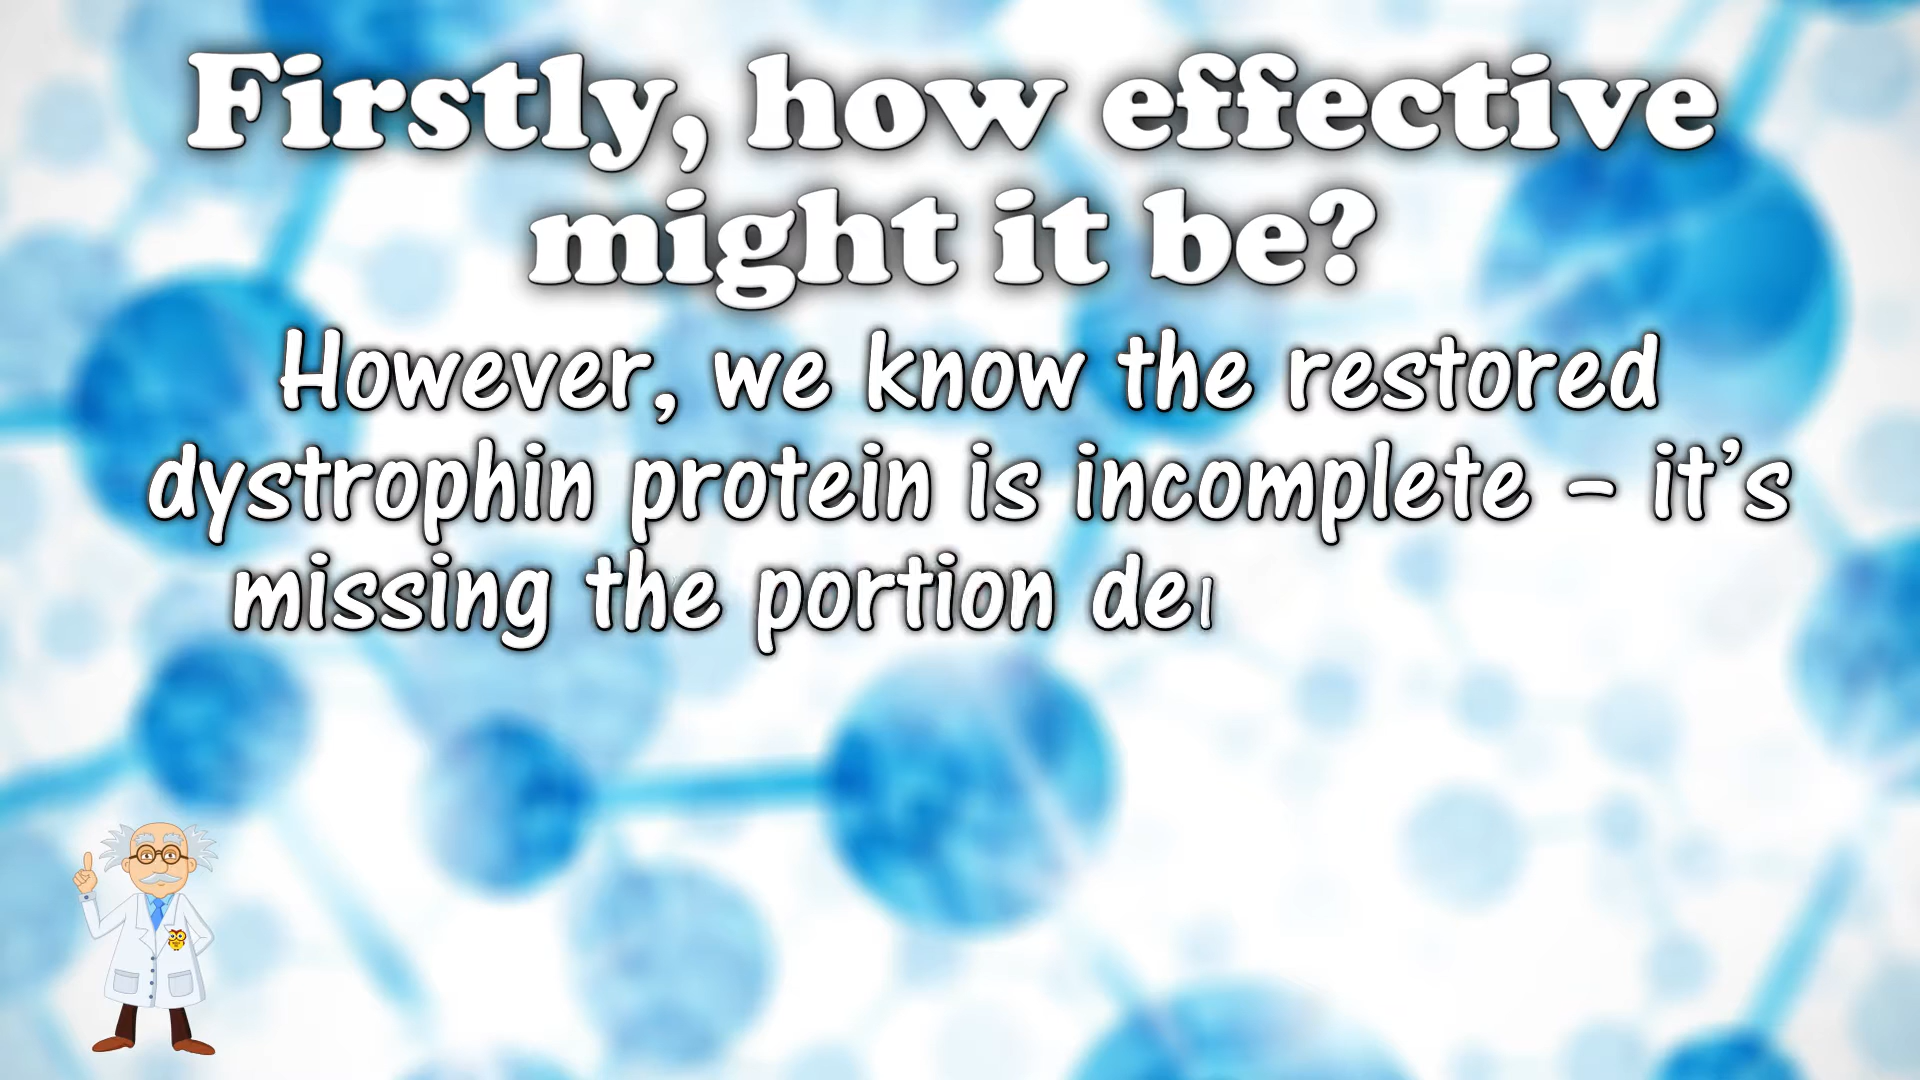 Firstly, how effective
might it be?
However, we know the restored
dystrophin protein is incomplete – it's
missing the portion